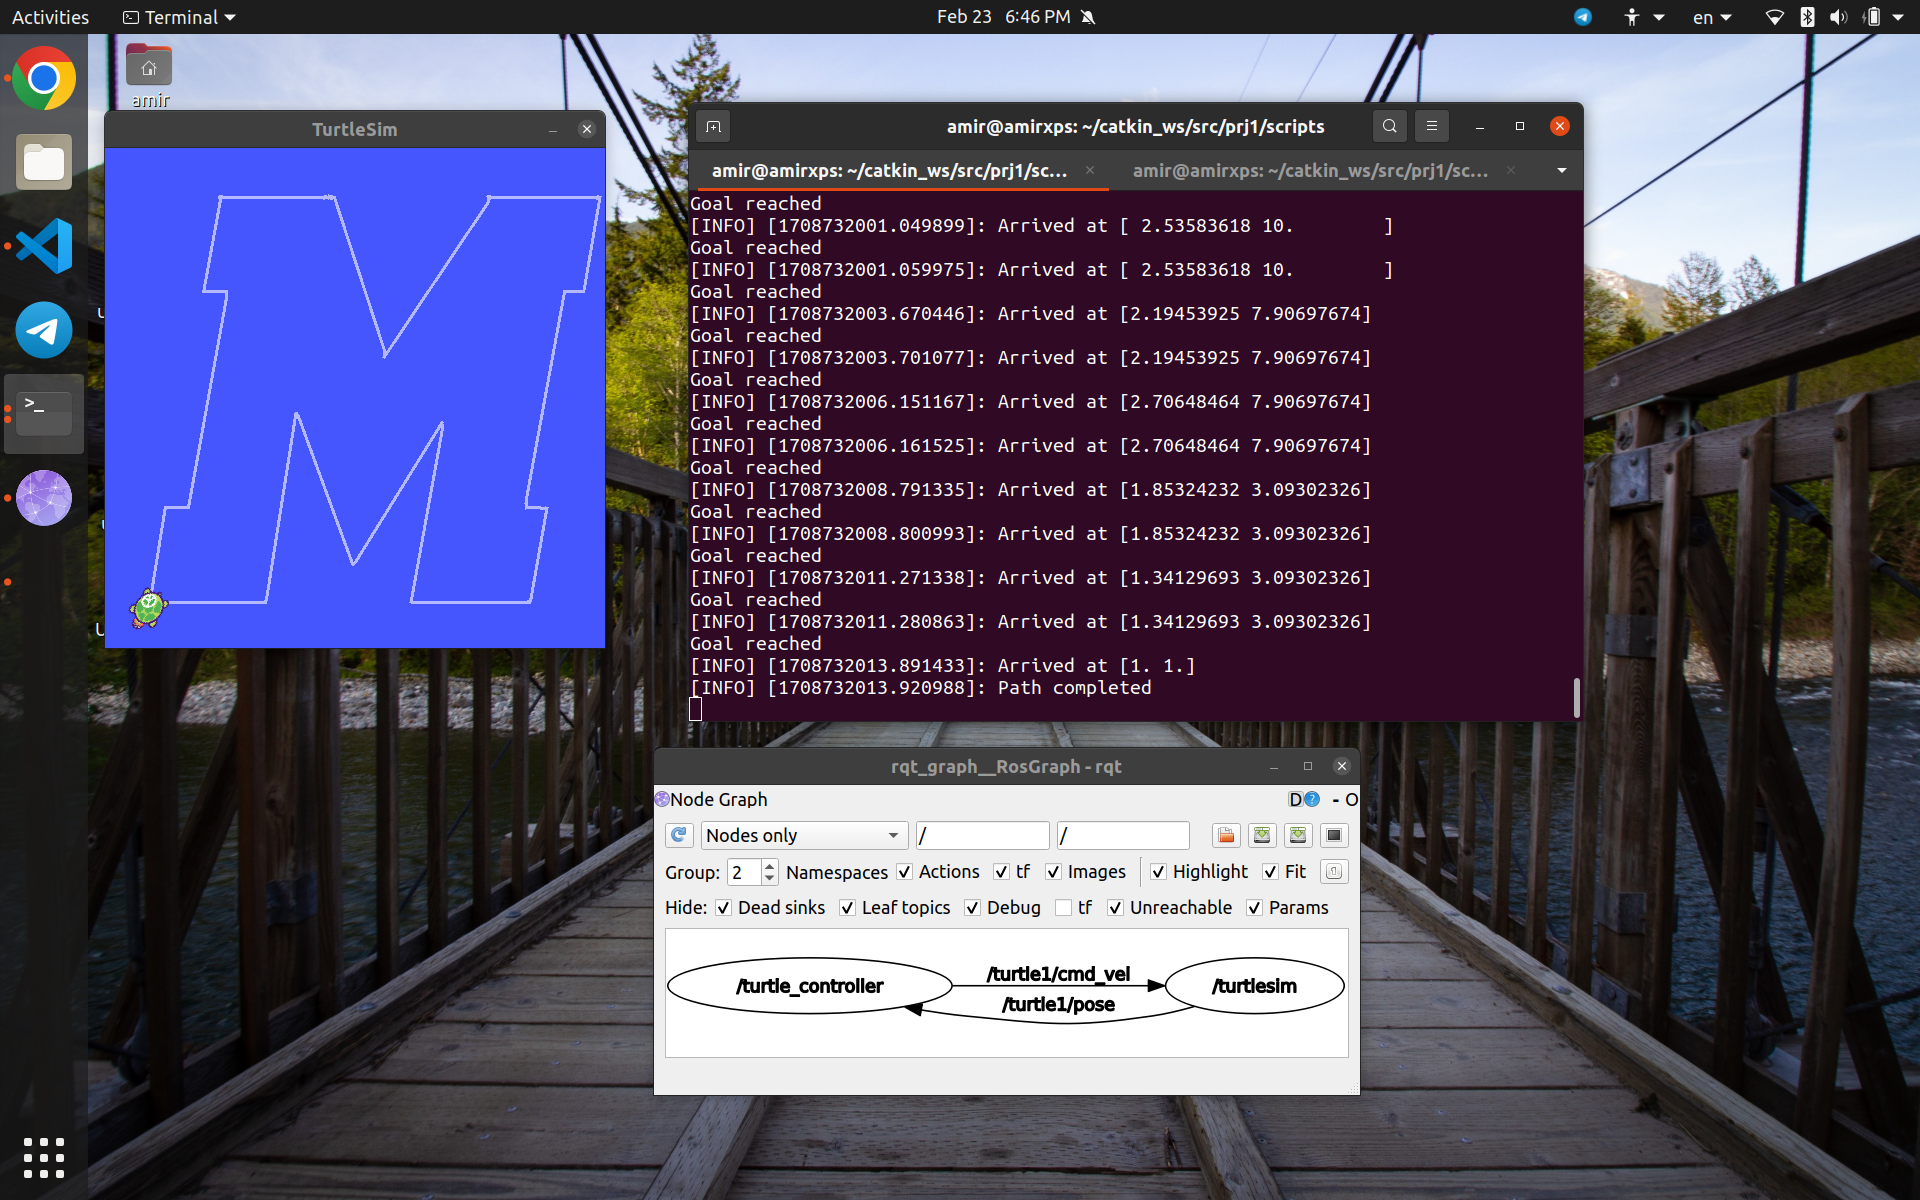 Activities
Terminal
Feb 23 6:46 PM
en
amir
TurtleSim
amir@amirxps: ~/catkin_ws/src/prj1/scripts
amir@amirxps: ~/catkin_ws/src/prj1/sc...
amir@amirxps: ~/catkin_ws/src/prj1/sc...
Goal reached
[INFO] [1708732001.049899]: Arrived at [ 2.53583618 10.        ]
Goal reached
[INFO] [1708732001.059975]: Arrived at [ 2.53583618 10.        ]
Goal reached
[INFO] [1708732003.670446]: Arrived at [2.19453925 7.90697674]
Goal reached
[INFO] [1708732003.701077]: Arrived at [2.19453925 7.90697674]
Goal reached
[INFO] [1708732006.151167]: Arrived at [2.70648464 7.90697674]
Goal reached
[INFO] [1708732006.161525]: Arrived at [2.70648464 7.90697674]
Goal reached
[INFO] [1708732008.791335]: Arrived at [1.85324232 3.09302326]
Goal reached
[INFO] [1708732008.800993]: Arrived at [1.85324232 3.09302326]
Goal reached
[INFO] [1708732011.271338]: Arrived at [1.34129693 3.09302326]
Goal reached
[INFO] [1708732011.280863]: Arrived at [1.34129693 3.09302326]
Goal reached
[INFO] [1708732013.891433]: Arrived at [1. 1.]
[INFO] [1708732013.920988]: Path completed
rqt_graph__RosGraph - rqt
Node Graph
D ? - O
Nodes only / /
Group: 2 Namespaces Actions tf Images Highlight Fit
Hide: Dead sinks Leaf topics Debug tf Unreachable Params
/turtle_controller
/turtle1/cmd_vel
/turtle1/pose
/turtlesim